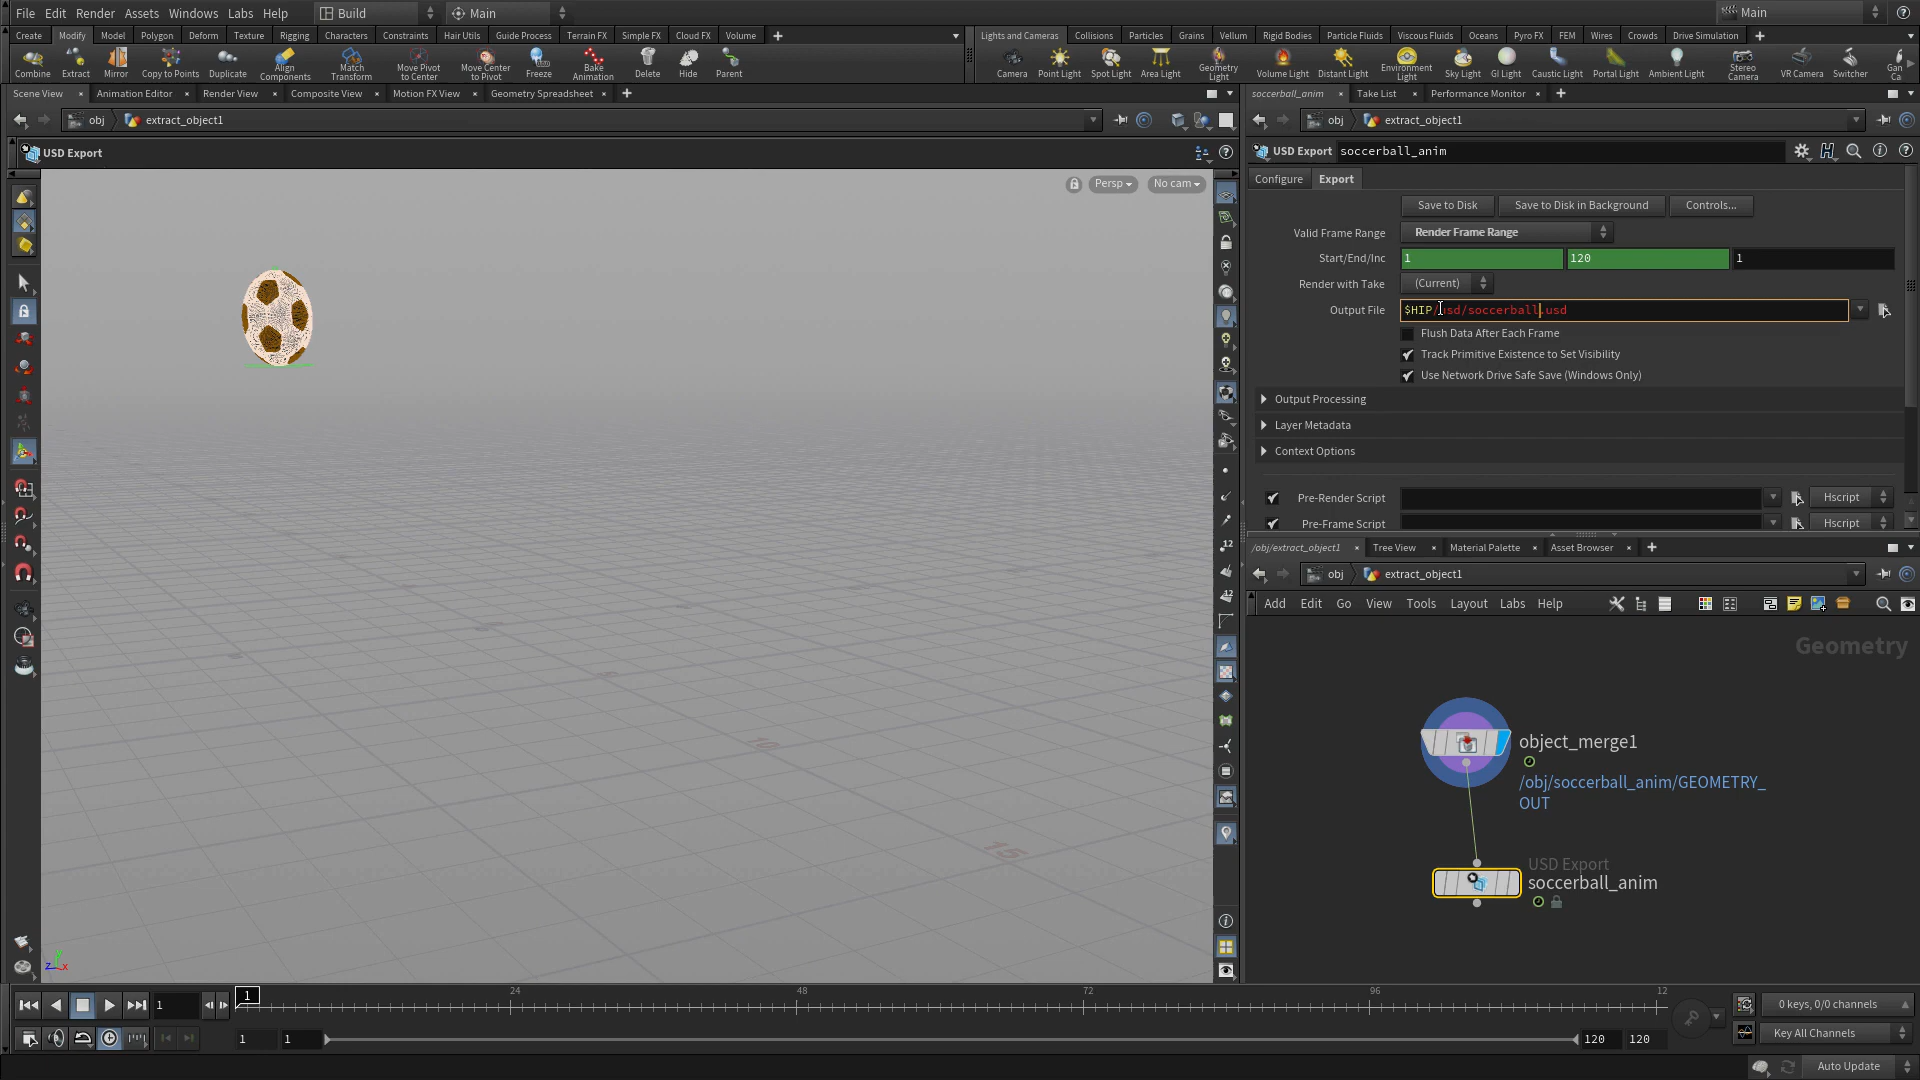 File Edit Render Assets Windows Labs Help Build Main Main
Create Modify Model Polygon Deform Texture Rigging Characters Constraints Hair Utils Guide Process Terrain FX Simple FX Cloud FX Volume
Lights and Cameras Collisions Particles Grains Vellum Rigid Bodies Particle Fluids Viscous Fluids Oceans Pyro FX FEM Wires Crowds Drive Simulation
Combine Extract Mirror Copy to Points Duplicate Align Components Match Transform Move Pivot to Center Move Center to Pivot Freeze Bake Animation Delete Hide Parent
Camera Point Light Spot Light Area Light Geometry Light Volume Light Distant Light Environment Light Sky Light GI Light Caustic Light Portal Light Ambient Light Stereo Camera VR Camera Switcher Gan Ca
Scene View Animation Editor Render View Composite View Motion FX View Geometry Spreadsheet
soccerball_anim Take List Performance Monitor
obj extract_object1
obj extract_object1
USD Export
USD Export soccerball_anim
Persp No cam
Configure Export
Save to Disk Save to Disk in Background Controls...
Valid Frame Range Render Frame Range
Start/End/Inc 1 120 1
Render with Take (Current)
Output File $HIP/usd/soccerball.usd
Flush Data After Each Frame
Track Primitive Existence to Set Visibility
Use Network Drive Safe Save (Windows Only)
Output Processing
Layer Metadata
Context Options
Pre-Render Script Hscript
Pre-Frame Script Hscript
/obj/extract_object1 Tree View Material Palette Asset Browser
obj extract_object1
Add Edit Go View Tools Layout Labs Help
Geometry
object_merge1
/obj/soccerball_anim/GEOMETRY_
OUT
USD Export
soccerball_anim
12
12
15
z y x
1 1 24 48 72 96 12
0 keys, 0/0 channels
1 1 120 120
Key All Channels
Auto Update